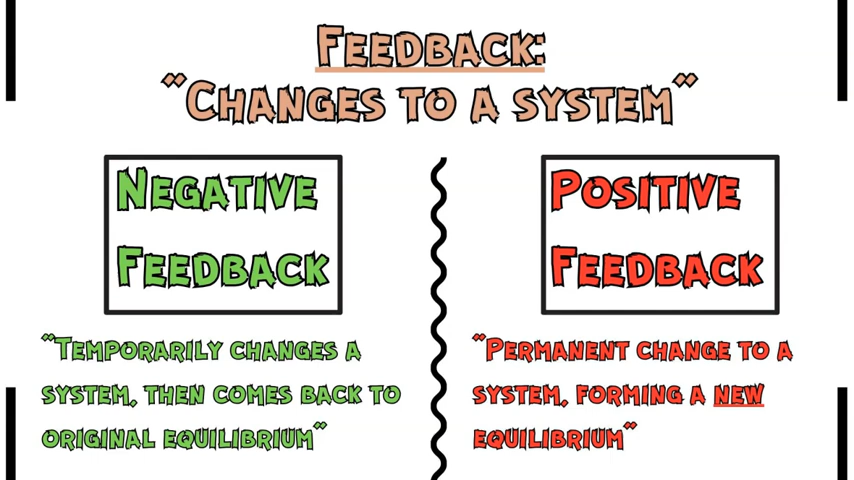 Feedback:
"Changes to a system"
Negative
Feedback
"Temporarily changes a
system, then comes back to
original equilibrium"
Positive
Feedback
"Permanent change to a
system, forming a new
equilibrium"